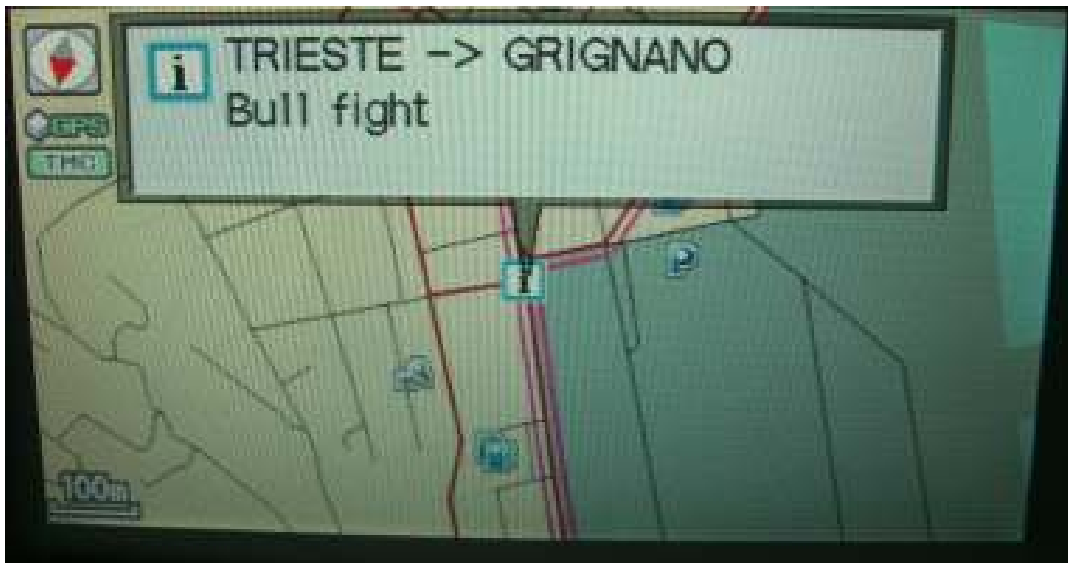 i TRIESTE -> GRIGNANO
Bull fight
GPS
TMC
i
P
100m